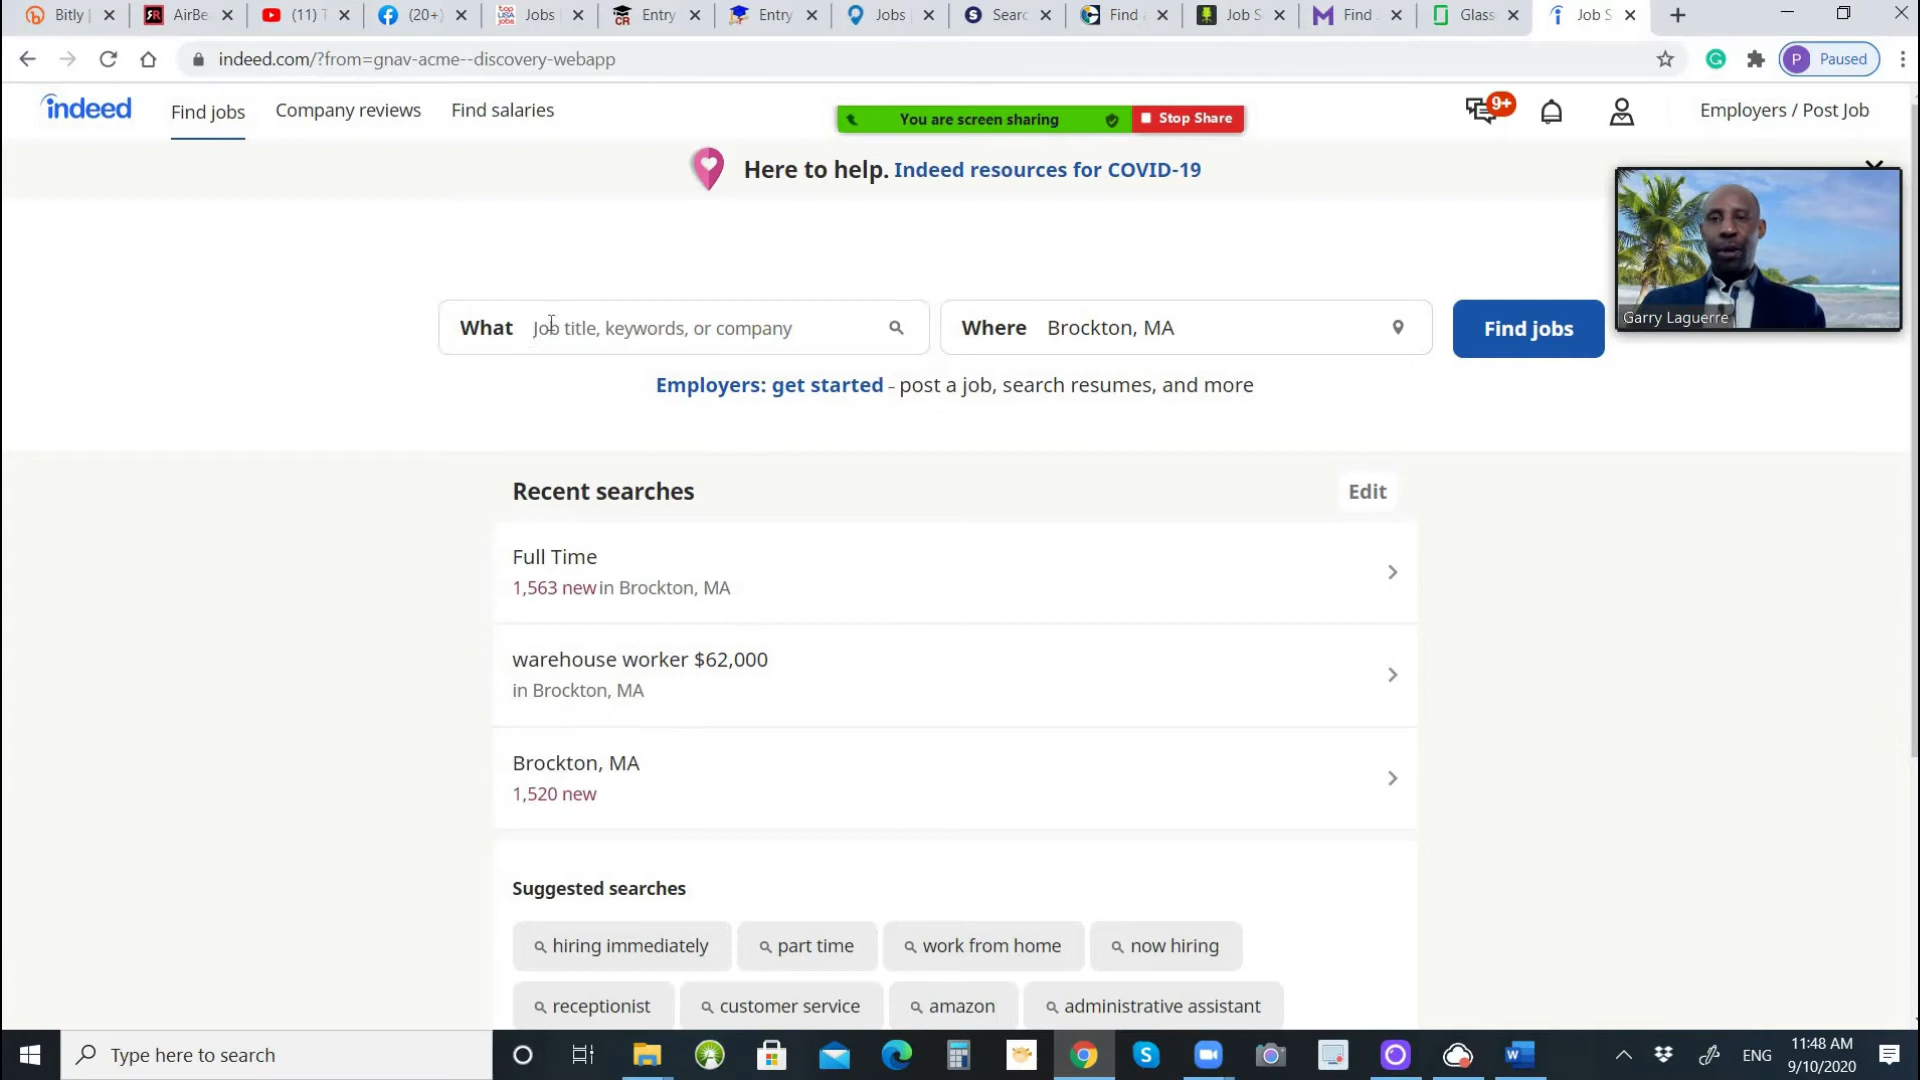 Bitly
AirBe
(11) T
(20+)
Jobs
Entry
Entry
Jobs
Searc
Find a
Job S
Find
Glass
Job S
indeed.com/?from=gnav-acme--discovery-webapp
P Paused
indeed
Find jobs
Company reviews
Find salaries
You are screen sharing
Stop Share
9+
Employers / Post Job
Here to help. Indeed resources for COVID-19
What Job title, keywords, or company
Where Brockton, MA
Find jobs
Garry Laguerre
Employers: get started - post a job, search resumes, and more
Recent searches
Edit
Full Time
1,563 new in Brockton, MA
warehouse worker $62,000
in Brockton, MA
Brockton, MA
1,520 new
Suggested searches
hiring immediately
part time
work from home
now hiring
receptionist
customer service
amazon
administrative assistant
Type here to search
ENG
11:48 AM
9/10/2020